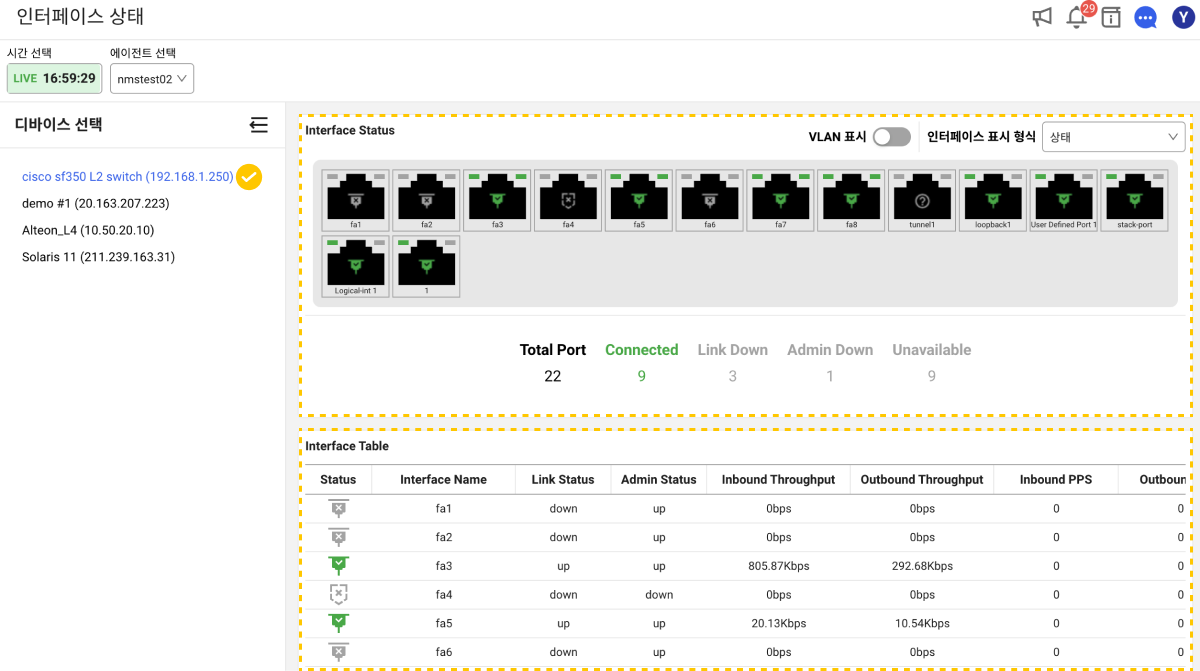 인터페이스 상태
29
Y
시간 선택
에이전트 선택
LIVE 16:59:29
nmstest02
디바이스 선택
cisco sf350 L2 switch (192.168.1.250)
demo #1 (20.163.207.223)
Alteon_L4 (10.50.20.10)
Solaris 11 (211.239.163.31)
Interface Status
VLAN 표시
인터페이스 표시 형식
상태
fa1 fa2 fa3 fa4 fa5 fa6 fa7 fa8 tunnel1 loopback1 User Defined Port 1 stack-port
Logical-int 1 1
Total Port Connected Link Down Admin Down Unavailable
22 9 3 1 9
Interface Table
Status Interface Name Link Status Admin Status Inbound Throughput Outbound Throughput Inbound PPS Outboun
fa1 down up 0bps 0bps 0 0
fa2 down up 0bps 0bps 0 0
fa3 up up 805.87Kbps 292.68Kbps 0 0
fa4 down down 0bps 0bps 0 0
fa5 up up 20.13Kbps 10.54Kbps 0 0
fa6 down up 0bps 0bps 0 0